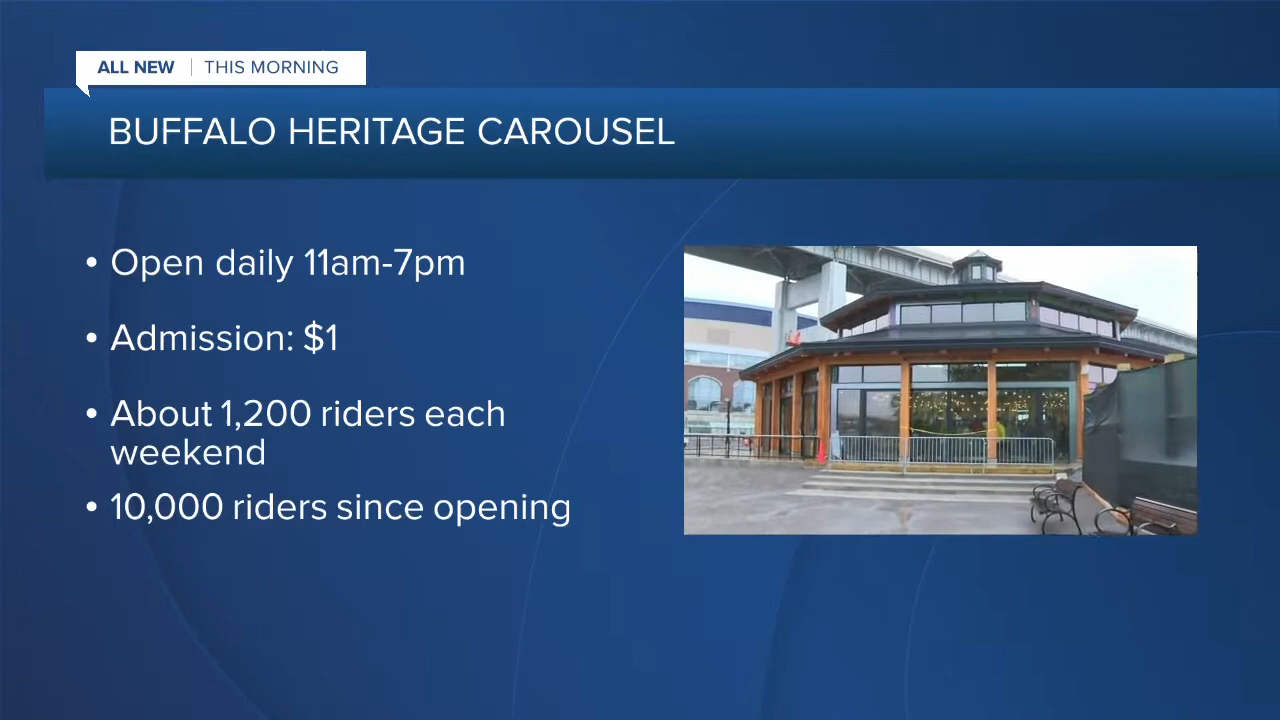 ALL NEW | THIS MORNING
BUFFALO HERITAGE CAROUSEL
• Open daily 11am-7pm
• Admission: $1
• About 1,200 riders each
weekend
• 10,000 riders since opening